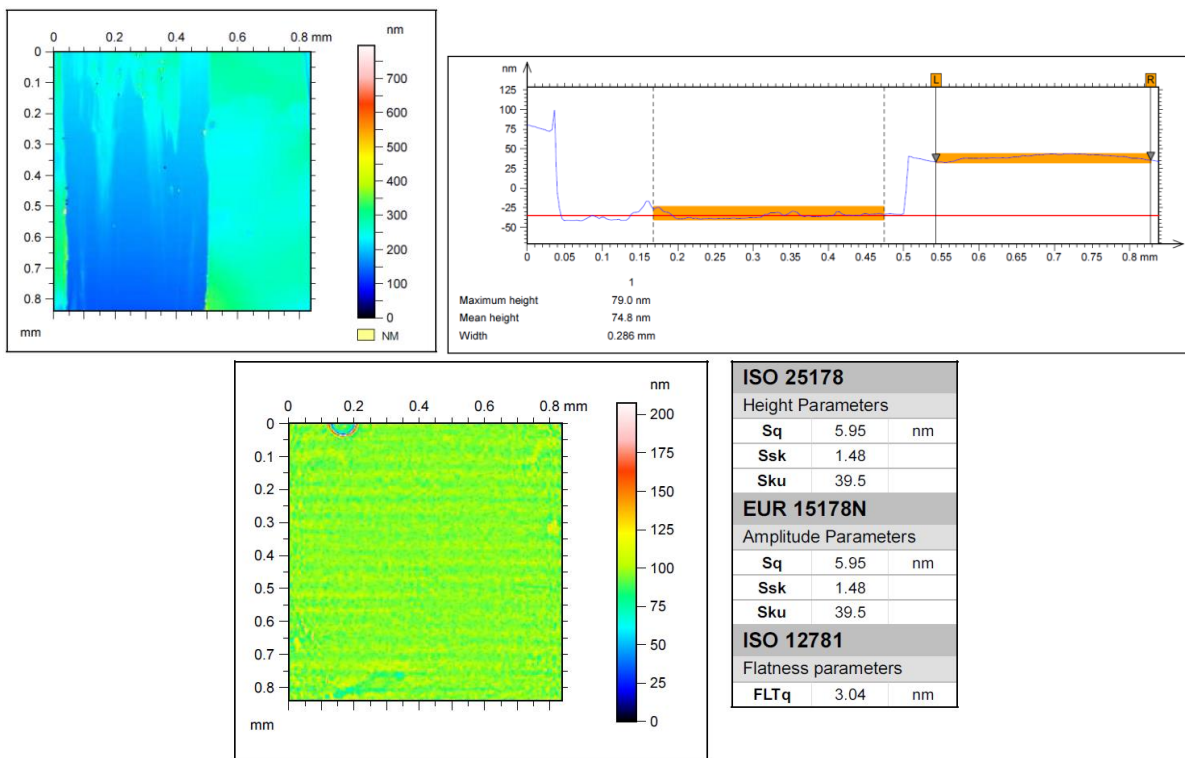 0 0.2 0.4 0.6 0.8 mm
nm
0
0.1
0.2
0.3
0.4
0.5
0.6
0.7
0.8
mm
700
600
500
400
300
200
100
0
NM
nm
125
100
75
50
25
0
-25
-50
L R
0 0.05 0.1 0.15 0.2 0.25 0.3 0.35 0.4 0.45 0.5 0.55 0.6 0.65 0.7 0.75 0.8 mm
1
Maximum height 79.0 nm
Mean height 74.8 nm
Width 0.286 mm
nm
0 0.2 0.4 0.6 0.8 mm
0
0.1
0.2
0.3
0.4
0.5
0.6
0.7
0.8
mm
200
175
150
125
100
75
50
25
0
ISO 25178
Height Parameters
Sq 5.95 nm
Ssk 1.48
Sku 39.5
EUR 15178N
Amplitude Parameters
Sq 5.95 nm
Ssk 1.48
Sku 39.5
ISO 12781
Flatness parameters
FLTq 3.04 nm